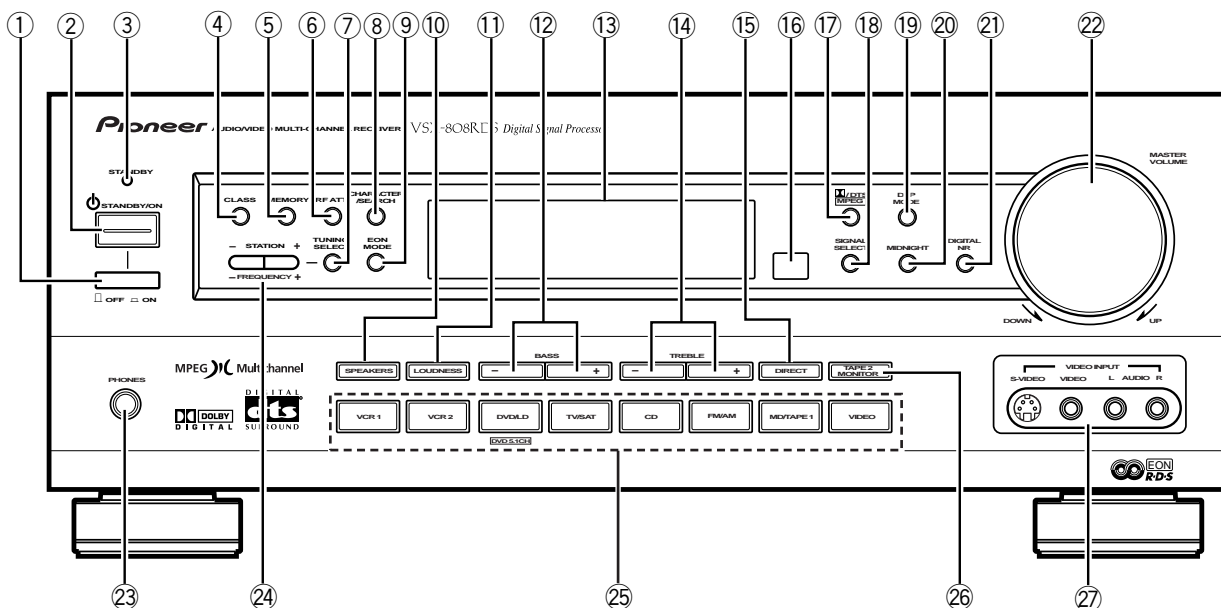 ① ② ③ ④ ⑤ ⑥ ⑦ ⑧ ⑨ ⑩ ⑪ ⑫ ⑬ ⑭ ⑮ ⑯ ⑰ ⑱ ⑲ ⑳ ㉑ ㉒
Pioneer AUDIO/VIDEO MULTI-CHANNEL RECEIVER VSX-808RDS Digital Signal Processor
MASTER
VOLUME
STANDBY
STANDBY/ON
OFF ON
CLASS MEMORY RF ATT CHARACTER
/SEARCH
– STATION +
– FREQUENCY +
TUNING
SELECT
EON
MODE
/DTS
MPEG
DSP
MODE
SIGNAL
SELECT
MIDNIGHT
DIGITAL
NR
DOWN UP
BASS TREBLE
SPEAKERS LOUDNESS – + – + DIRECT TAPE 2
MONITOR
PHONES
MPEG Multichannel
DOLBY
DIGITAL
DIGITAL
dts
SURROUND
VCR 1 VCR 2 DVD/LD TV/SAT CD FM/AM MD/TAPE 1 VIDEO
DVD 5.1CH
VIDEO INPUT
S-VIDEO VIDEO L AUDIO R
EON
R·D·S
㉓ ㉔ ㉕ ㉖ ㉗